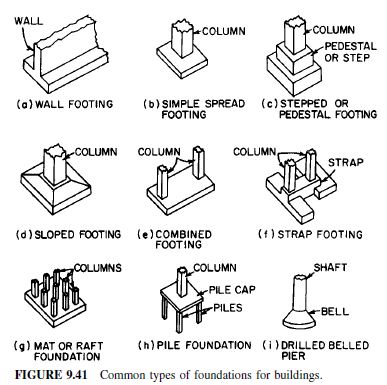 WALL
(a) WALL FOOTING
COLUMN
(b) SIMPLE SPREAD
FOOTING
COLUMN
PEDESTAL
OR STEP
(c) STEPPED OR
PEDESTAL FOOTING
COLUMN
(d) SLOPED FOOTING
COLUMN
(e) COMBINED
FOOTING
COLUMN
STRAP
(f) STRAP FOOTING
COLUMNS
(g) MAT OR RAFT
FOUNDATION
COLUMN
PILE CAP
PILES
(h) PILE FOUNDATION
SHAFT
BELL
(i) DRILLED BELLED
PIER
FIGURE 9.41 Common types of foundations for buildings.